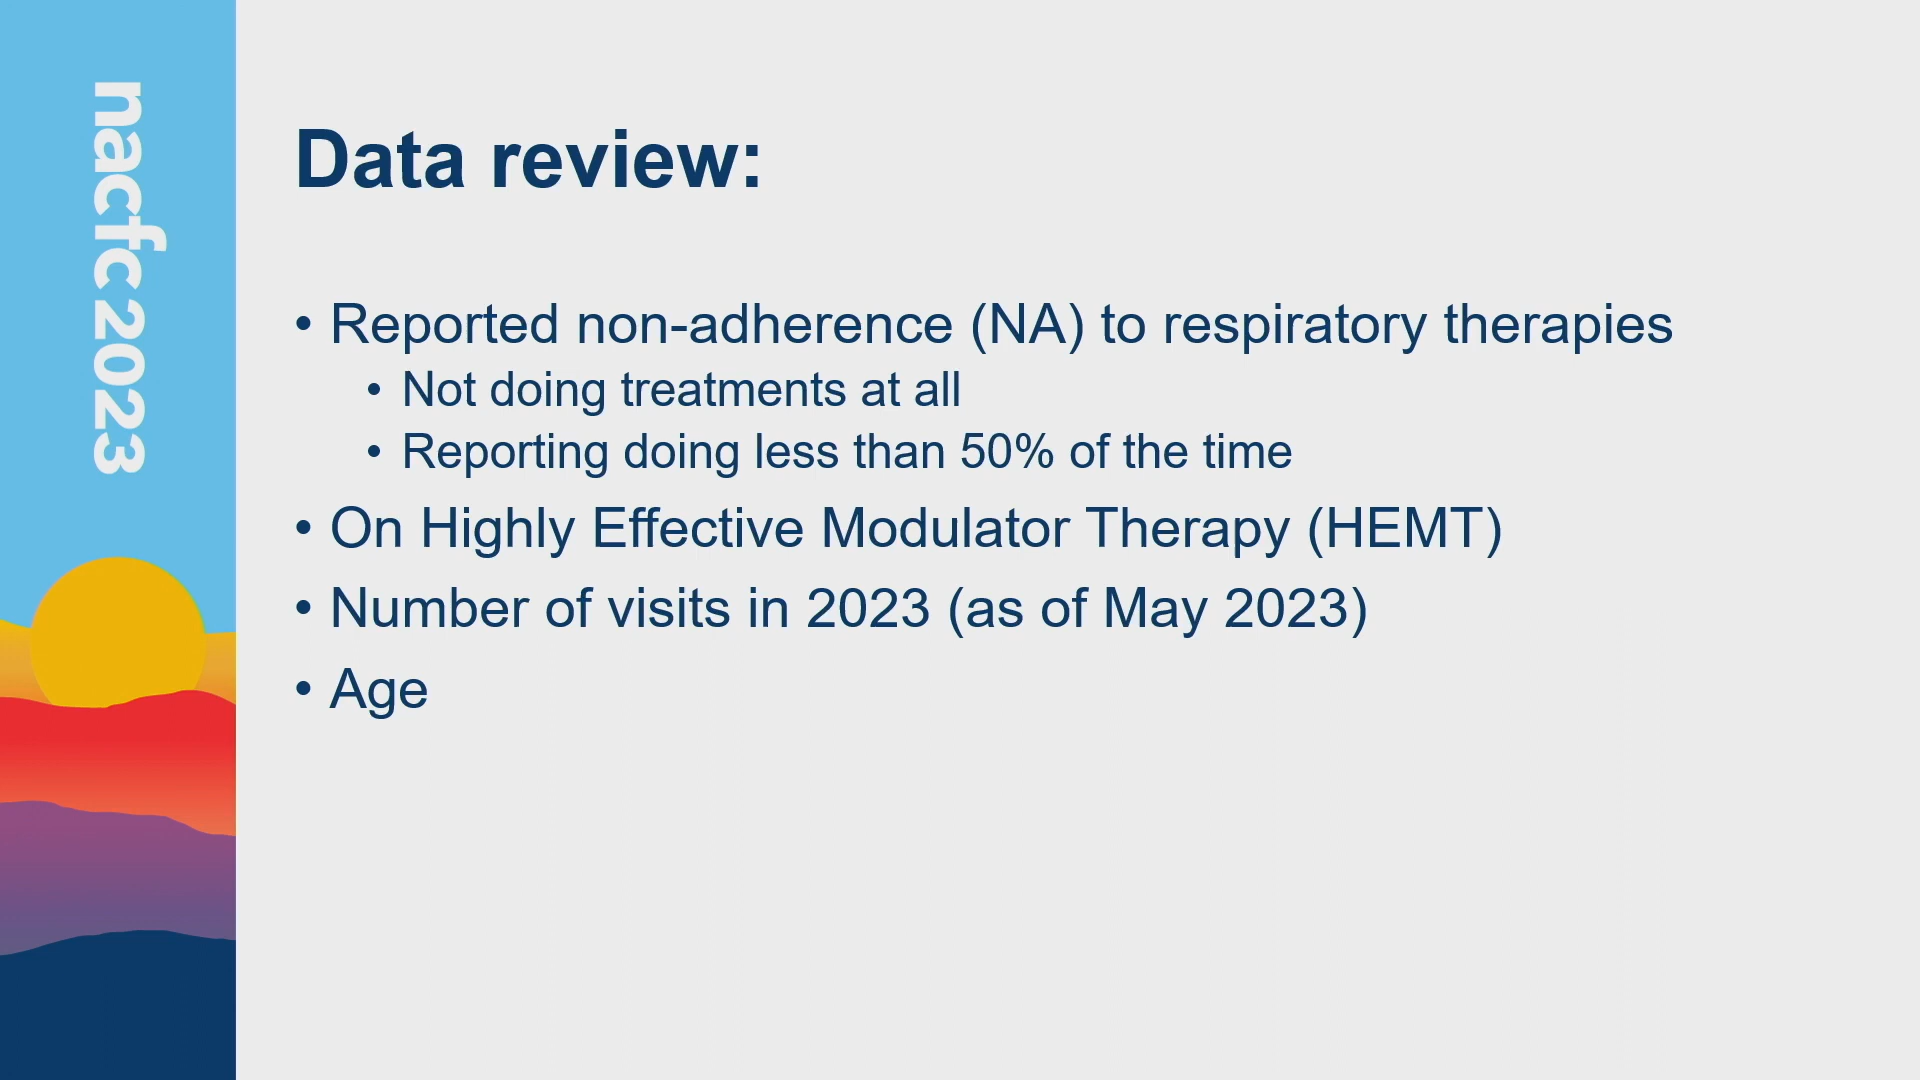 nacfc 2023
Data review:
• Reported non-adherence (NA) to respiratory therapies
• Not doing treatments at all
• Reporting doing less than 50% of the time
• On Highly Effective Modulator Therapy (HEMT)
• Number of visits in 2023 (as of May 2023)
• Age